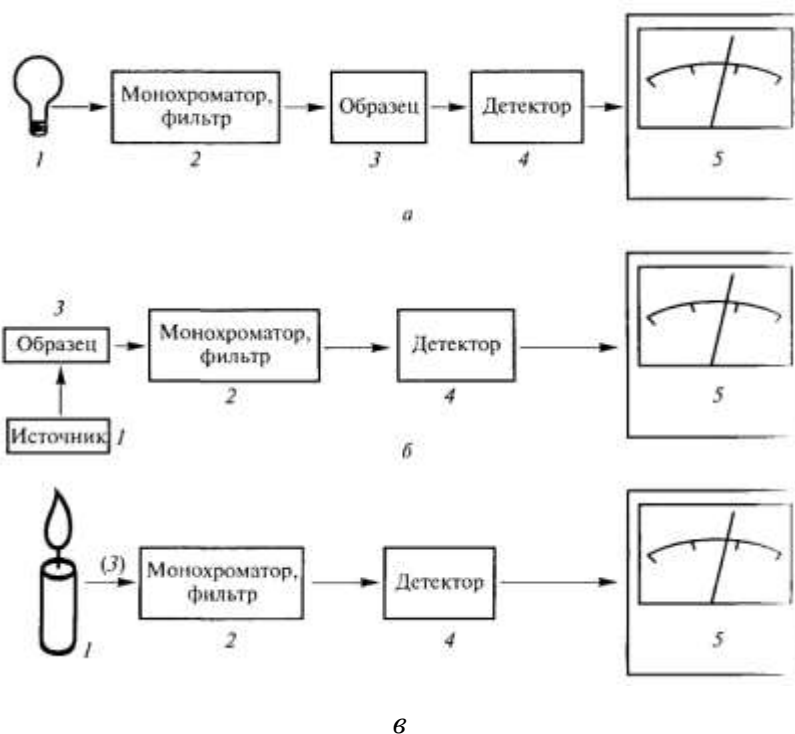 Монохроматор,
фильтр
Образец
Детектор
1
2
3
4
5
а
3
Образец
Монохроматор,
фильтр
Детектор
2
4
5
Источник 1
б
(3)
Монохроматор,
фильтр
Детектор
1
2
4
5
в